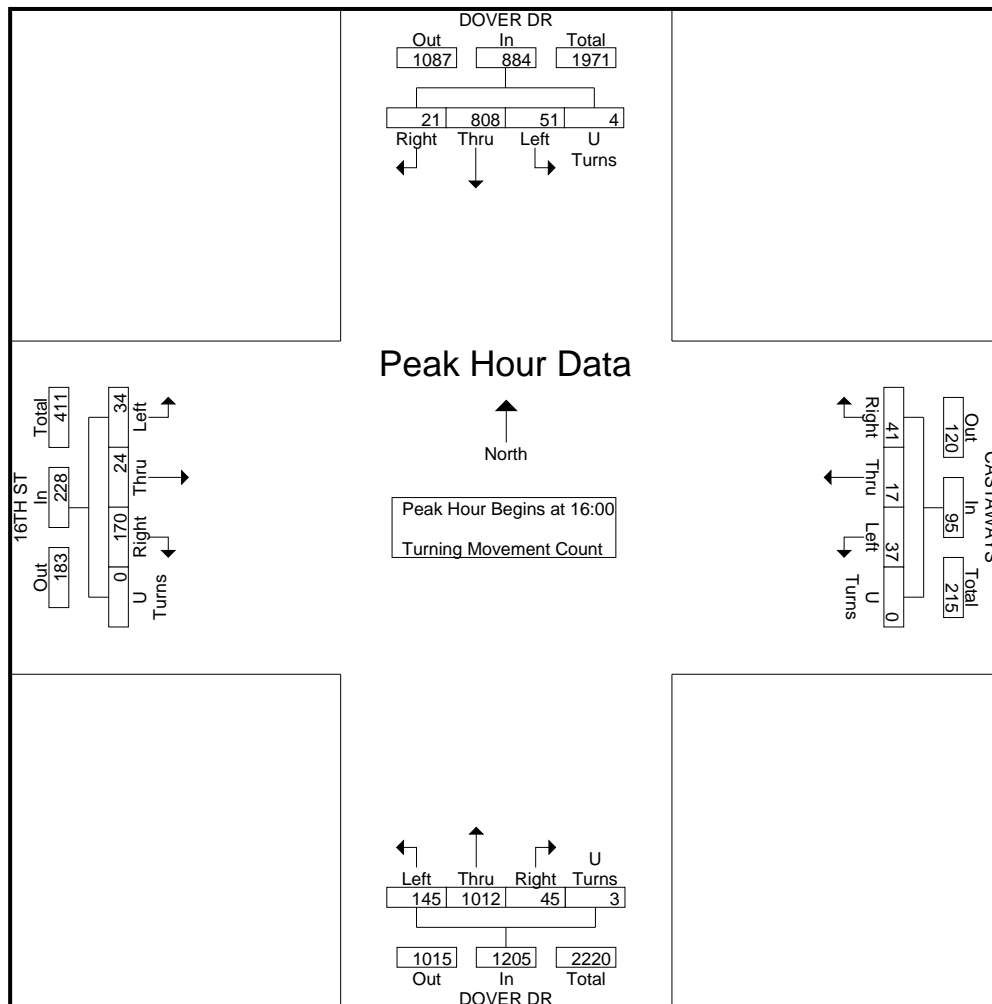 DOVER DR
Out In Total
1087 884 1971
21 808 51 4
Right Thru Left U
Turns
Peak Hour Data
North
Peak Hour Begins at 16:00
Turning Movement Count
16TH ST
Total In Out
411 228 183
34 24 170 0
Left Thru Right U
Turns
CASTAWAYS
Out In Total
120 95 215
41 17 37 0
Right Thru Left U
Turns
U
Left Thru Right Turns
145 1012 45 3
1015 1205 2220
Out In Total
DOVER DR